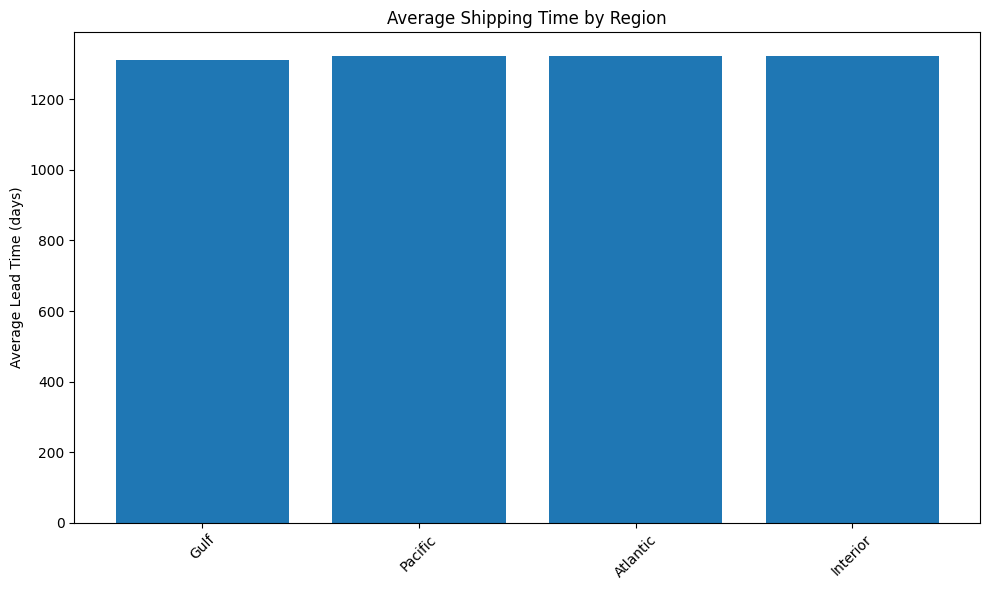 Average Shipping Time by Region
Average Lead Time (days)
1200
1000
800
600
400
200
0
Gulf
Pacific
Atlantic
Interior